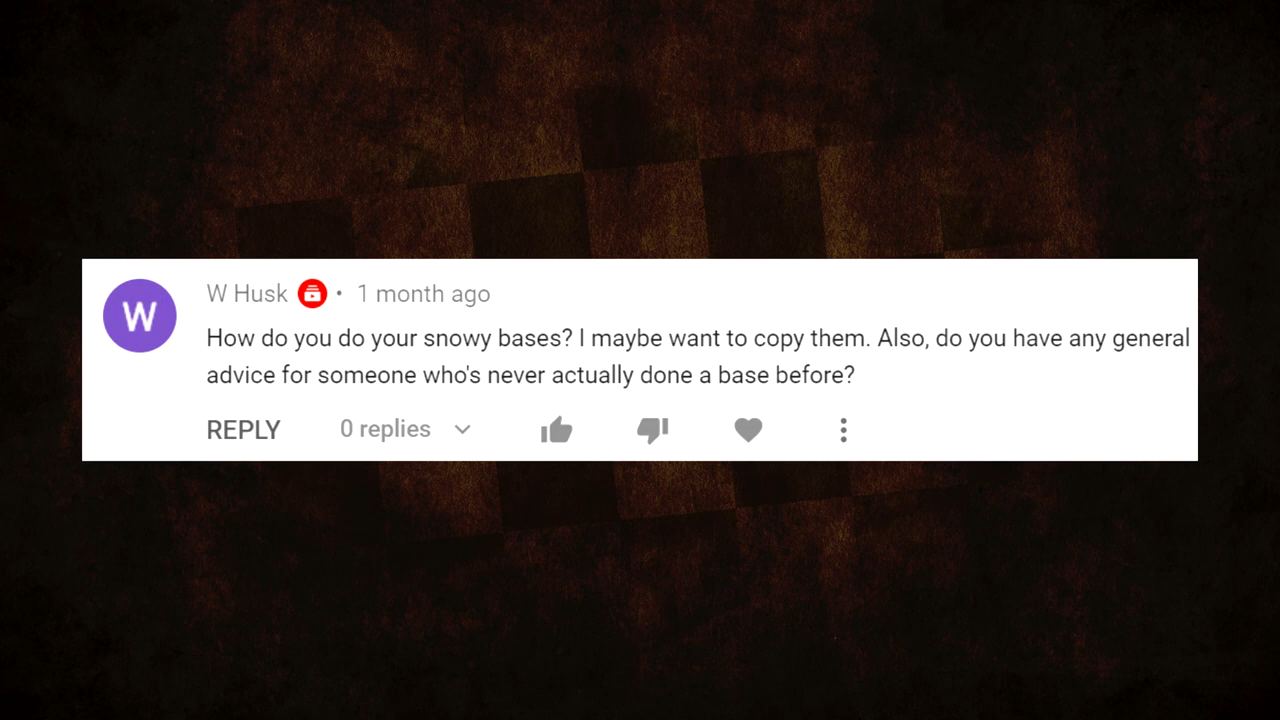 W
W Husk • 1 month ago
How do you do your snowy bases? I maybe want to copy them. Also, do you have any general
advice for someone who's never actually done a base before?
REPLY 0 replies